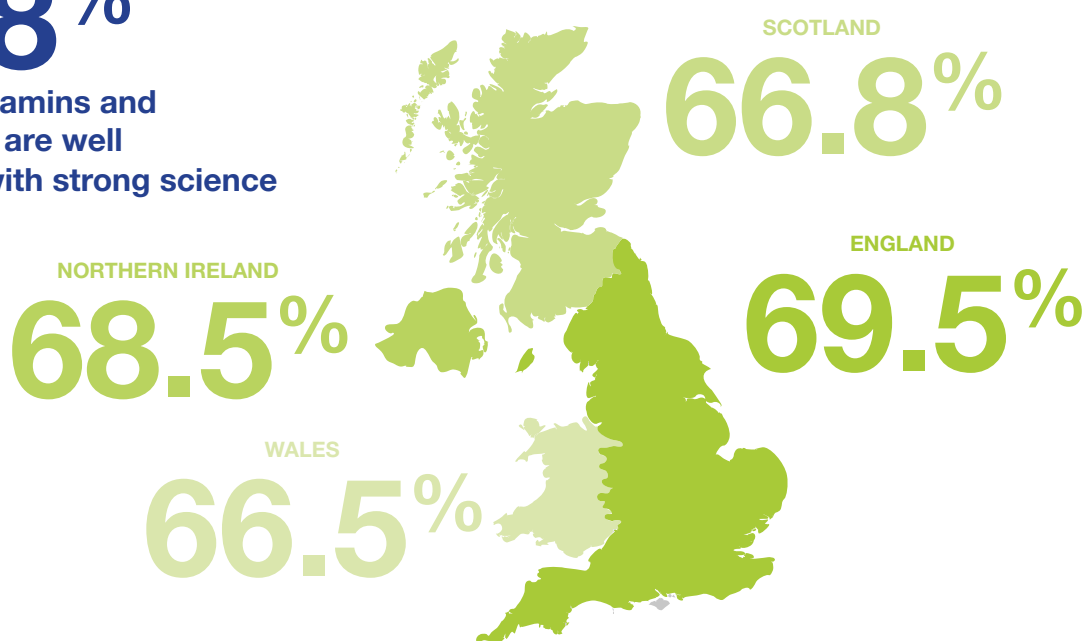 8%
amins and
are well
with strong science
SCOTLAND
66.8%
ENGLAND
69.5%
NORTHERN IRELAND
68.5%
WALES
66.5%